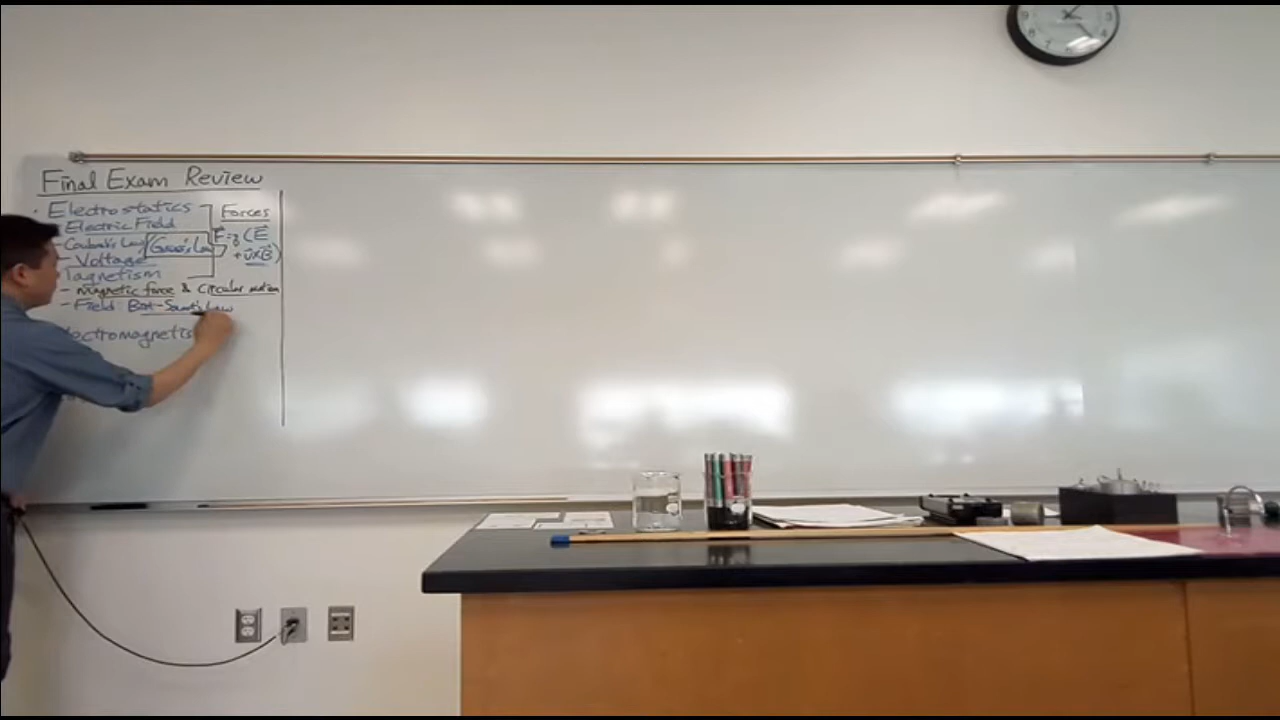 Final Exam Review
Electrostatics
Forces
Electric Field
F = q (E
+ v×B)
Coulomb's Law
Gauss's Law
- Voltage
Magnetism
- magnetic force & Circular motion
- Field: Biot-Savart's Law
lectromagnetis